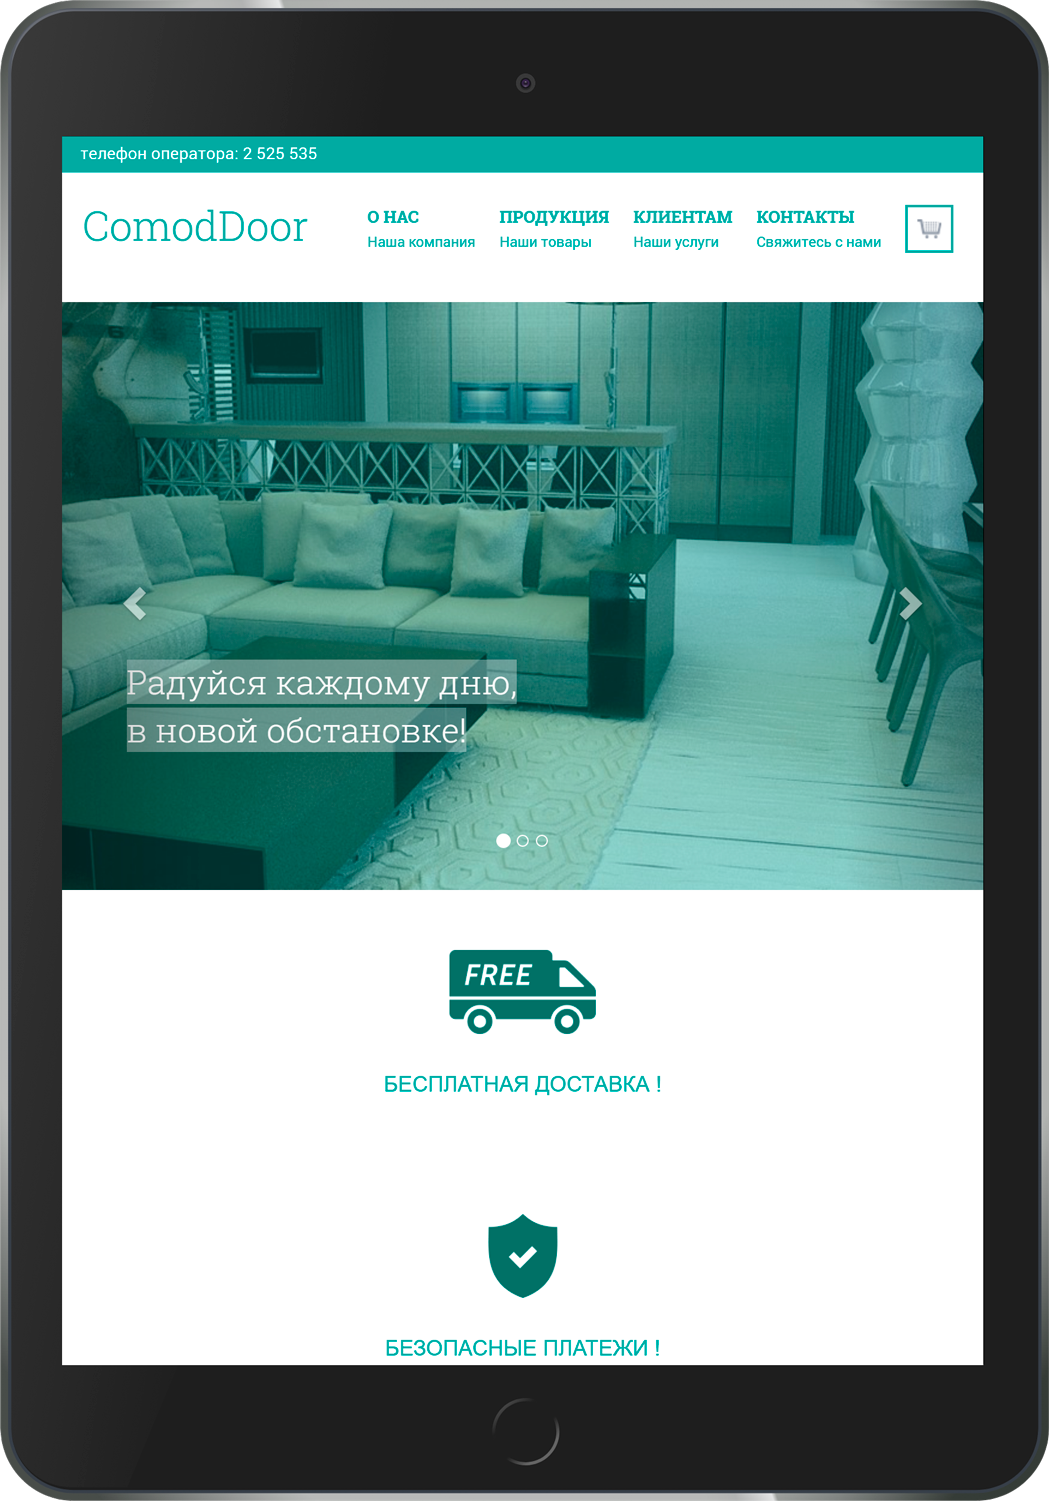 телефон оператора: 2 525 535
ComodDoor
О НАС
Наша компания
ПРОДУКЦИЯ
Наши товары
КЛИЕНТАМ
Наши услуги
КОНТАКТЫ
Свяжитесь с нами
Радуйся каждому дню,
в новой обстановке!
FREE
БЕСПЛАТНАЯ ДОСТАВКА !
БЕЗОПАСНЫЕ ПЛАТЕЖИ !